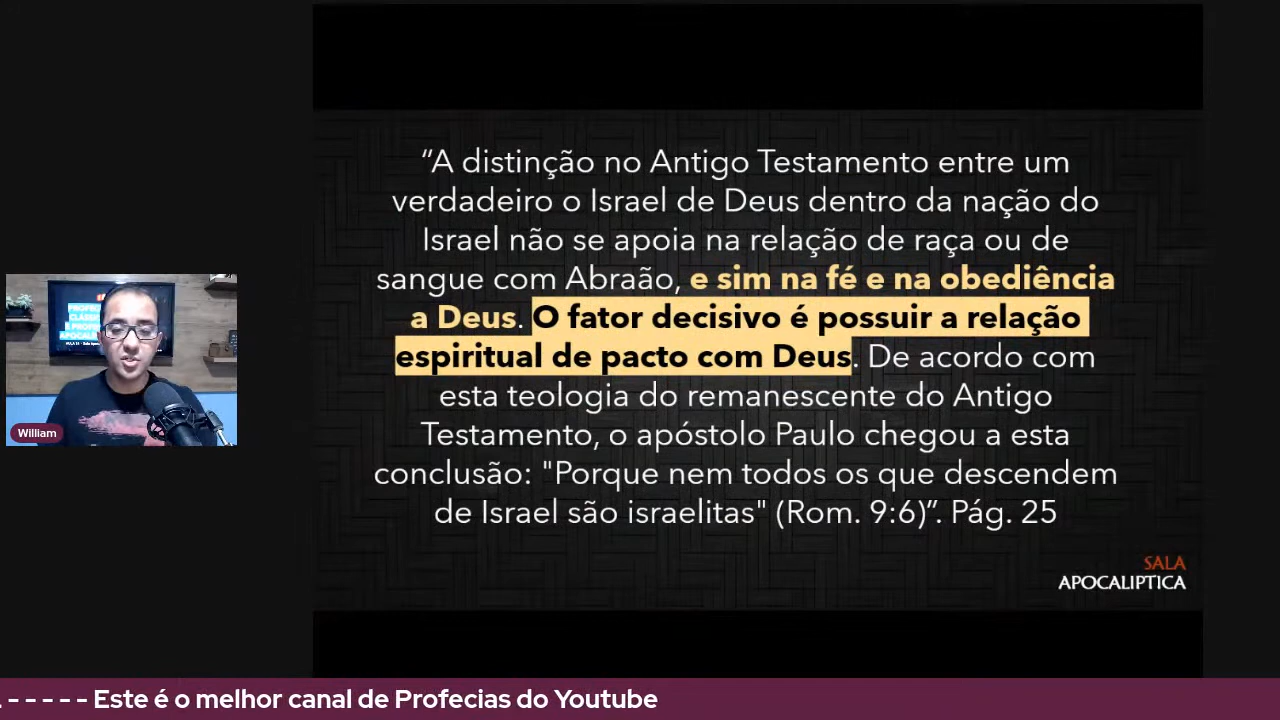 “A distinção no Antigo Testamento entre um
verdadeiro o Israel de Deus dentro da nação do
Israel não se apoia na relação de raça ou de
sangue com Abraão, e sim na fé e na obediência
a Deus. O fator decisivo é possuir a relação
espiritual de pacto com Deus. De acordo com
esta teologia do remanescente do Antigo
Testamento, o apóstolo Paulo chegou a esta
conclusão: "Porque nem todos os que descendem
de Israel são israelitas" (Rom. 9:6)”. Pág. 25
SALA
APOCALIPTICA
William
- - - - - Este é o melhor canal de Profecias do Youtube